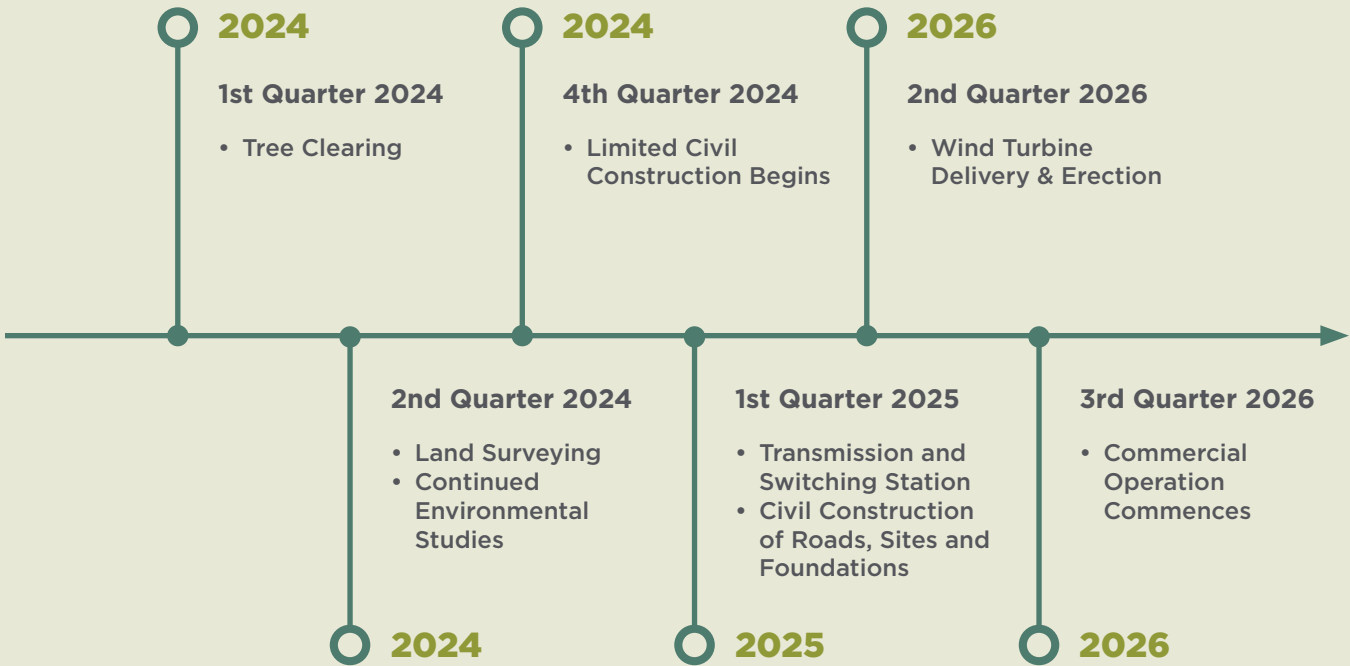 2024
1st Quarter 2024
• Tree Clearing
2024
4th Quarter 2024
• Limited Civil
Construction Begins
2026
2nd Quarter 2026
• Wind Turbine
Delivery & Erection
2nd Quarter 2024
• Land Surveying
• Continued
Environmental
Studies
2024
1st Quarter 2025
• Transmission and
Switching Station
• Civil Construction
of Roads, Sites and
Foundations
2025
3rd Quarter 2026
• Commercial
Operation
Commences
2026